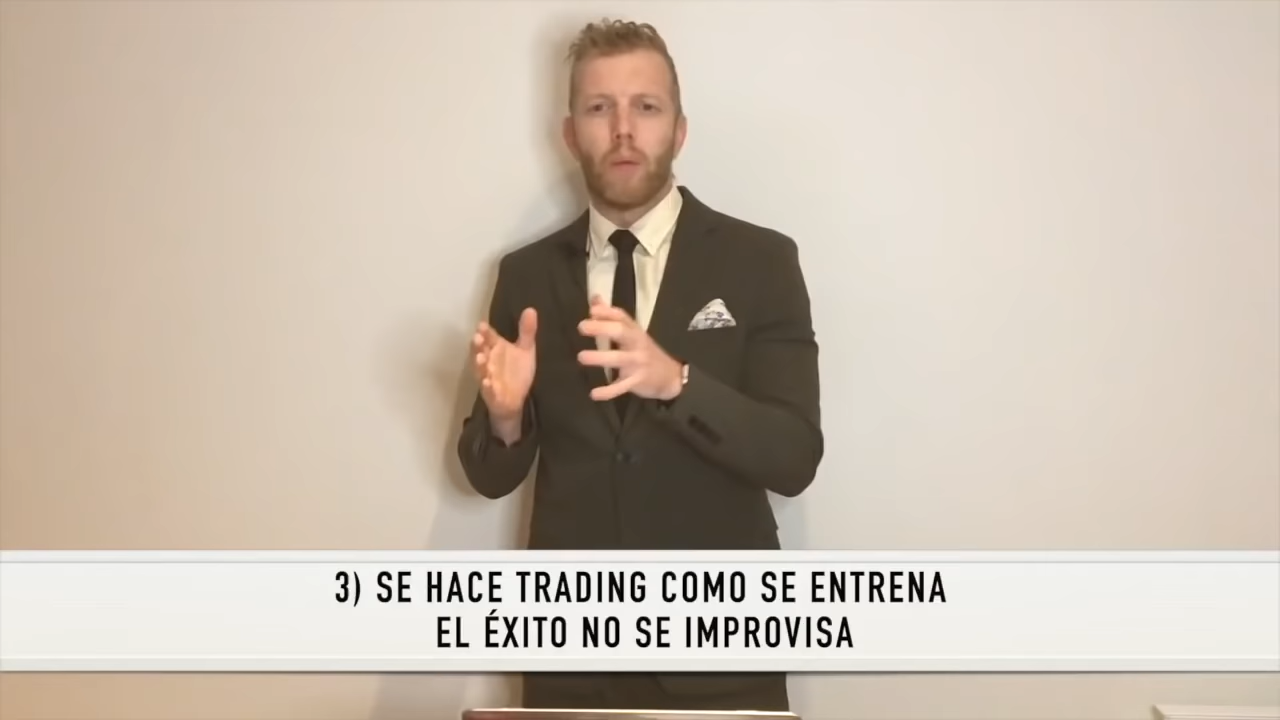 3) SE HACE TRADING COMO SE ENTRENA
EL ÉXITO NO SE IMPROVISA